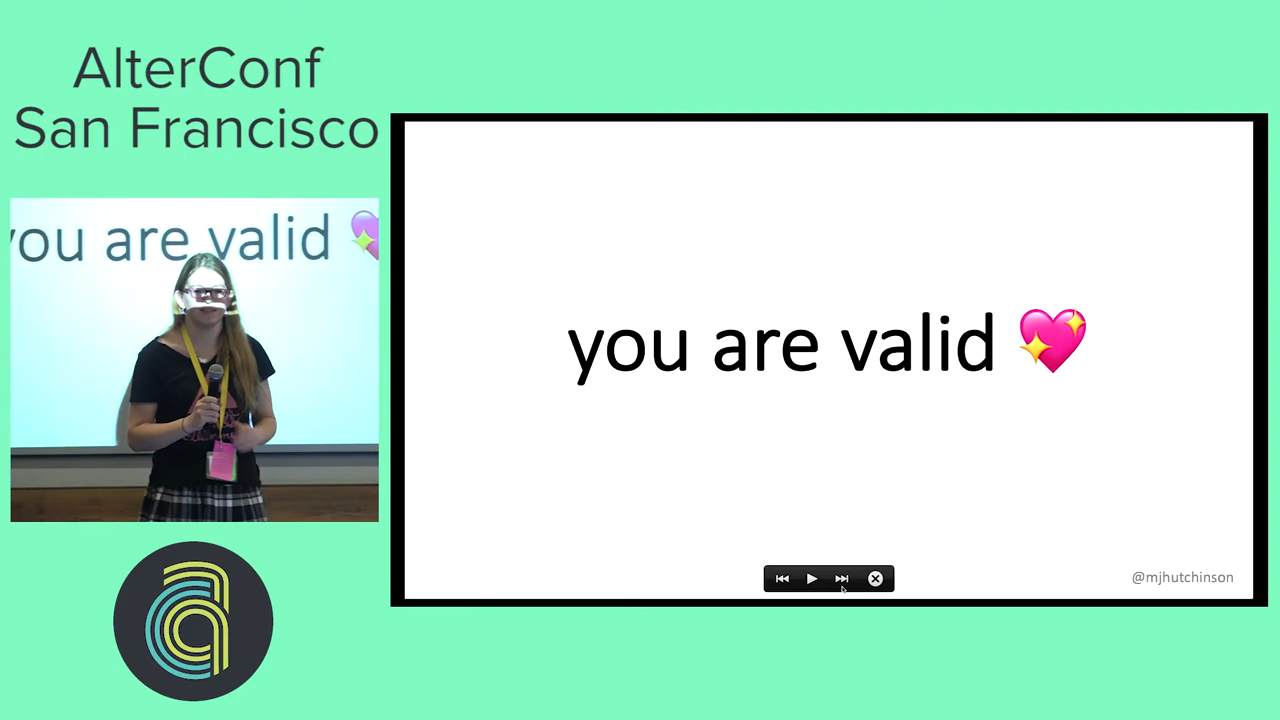 AlterConf
San Francisco
you are valid 💖
you are valid 💖
@mjhutchinson